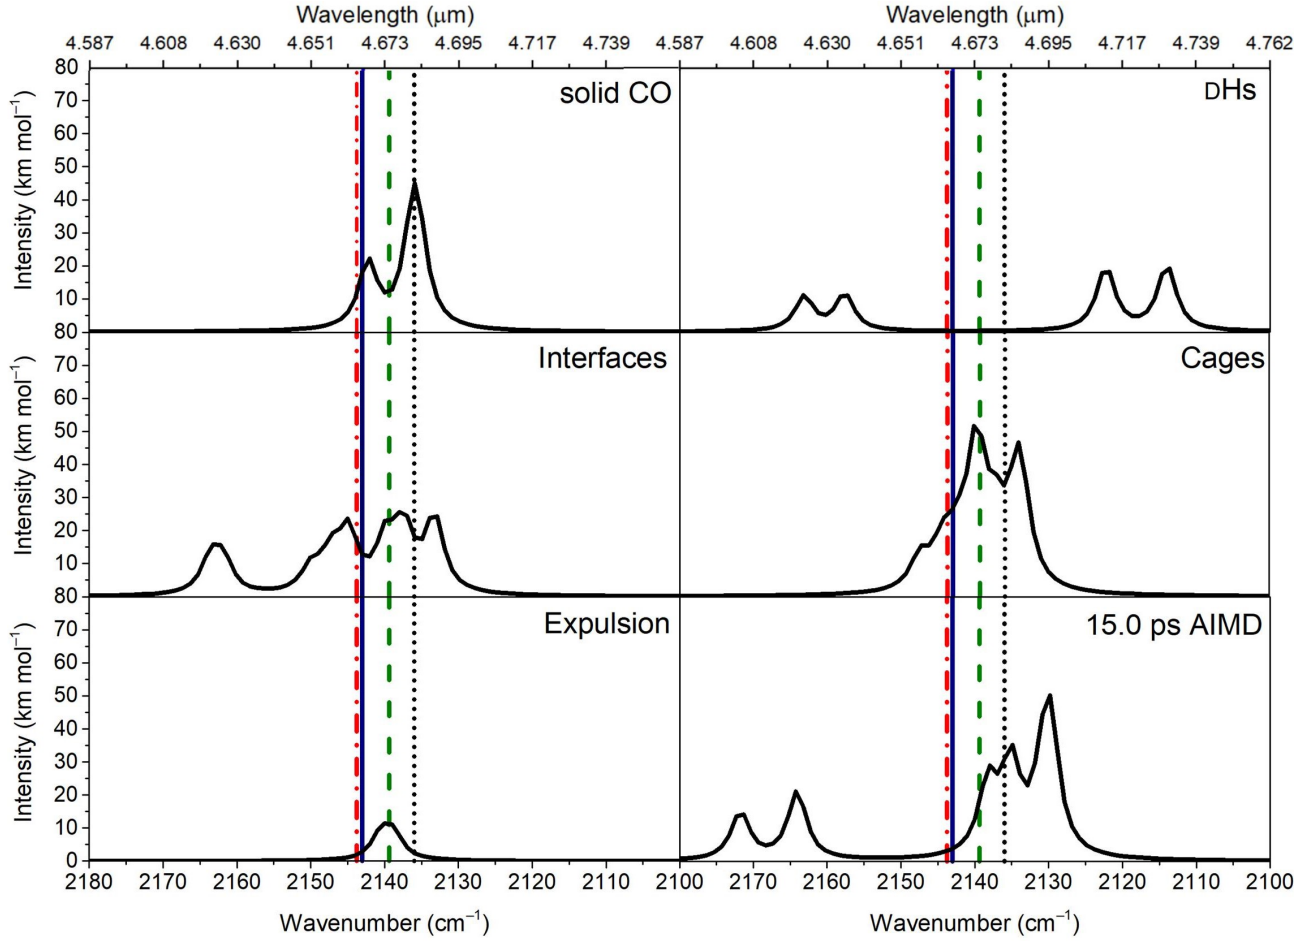 Wavelength (μm) Wavelength (μm)
4.587 4.608 4.630 4.651 4.673 4.695 4.717 4.739 4.587 4.608 4.630 4.651 4.673 4.695 4.717 4.739 4.762
80
70
60
50
40
30
20
10
Intensity (km mol⁻¹)
solid CO
DHs
80
70
60
50
40
30
20
10
Intensity (km mol⁻¹)
Interfaces
Cages
80
70
60
50
40
30
20
10
0
Intensity (km mol⁻¹)
Expulsion
15.0 ps AIMD
2180 2170 2160 2150 2140 2130 2120 2100 2170 2160 2150 2140 2130 2120 2110 2100
Wavenumber (cm⁻¹) Wavenumber (cm⁻¹)